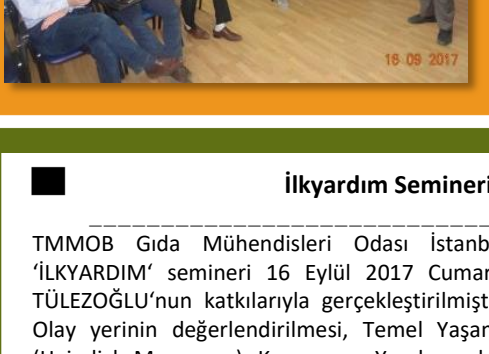 16 09 2017
İlkyardım Semineri
TMMOB Gıda Mühendisleri Odası
'İLKYARDIM' semineri 16 Eylül 2017
TÜLEZOĞLU'nun katkılarıyla
Olay yerinin değerlendirilmesi, Temel